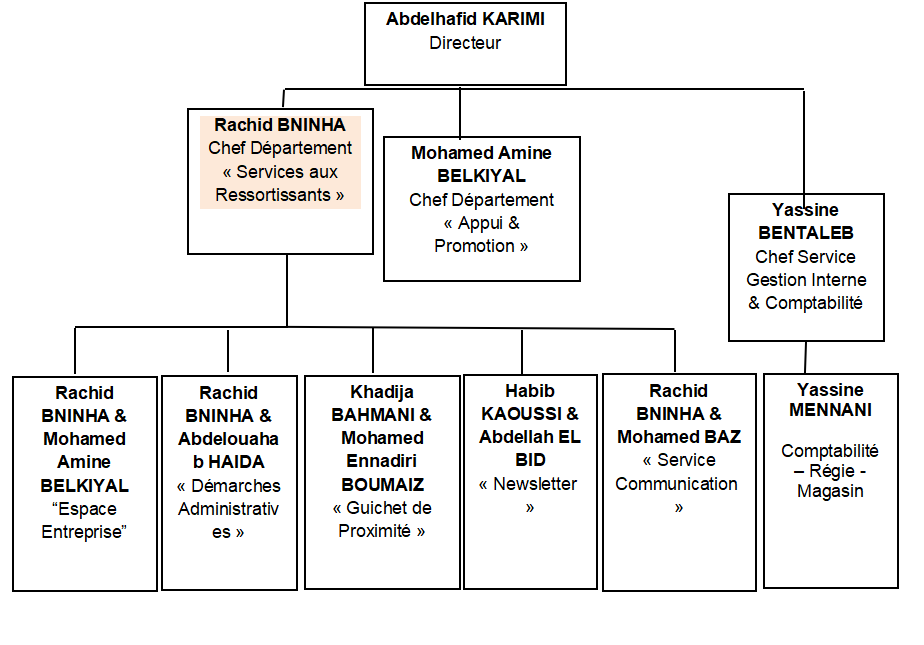 Abdelhafid KARIMI
Directeur
Rachid BNINHA
Chef Département
« Services aux
Ressortissants »
Mohamed Amine
BELKIYAL
Chef Département
« Appui &
Promotion »
Yassine
BENTALEB
Chef Service
Gestion Interne
& Comptabilité
Rachid
BNINHA &
Mohamed
Amine
BELKIYAL
“Espace
Entreprise”
Rachid
BNINHA &
Abdelouaha
b HAIDA
« Démarches
Administrativ
es »
Khadija
BAHMANI &
Mohamed
Ennadiri
BOUMAIZ
« Guichet de
Proximité »
Habib
KAOUSSI &
Abdellah EL
BID
« Newsletter
»
Rachid
BNINHA &
Mohamed BAZ
« Service
Communication
»
Yassine
MENNANI
Comptabilité
– Régie -
Magasin